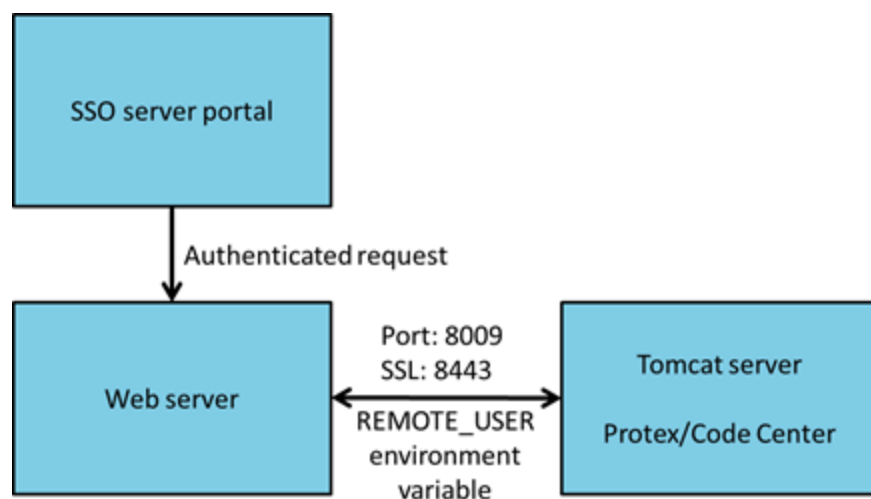 SSO server portal
Authenticated request
Port: 8009
SSL: 8443
Web server
REMOTE_USER
environment
variable
Tomcat server
Protex/Code Center